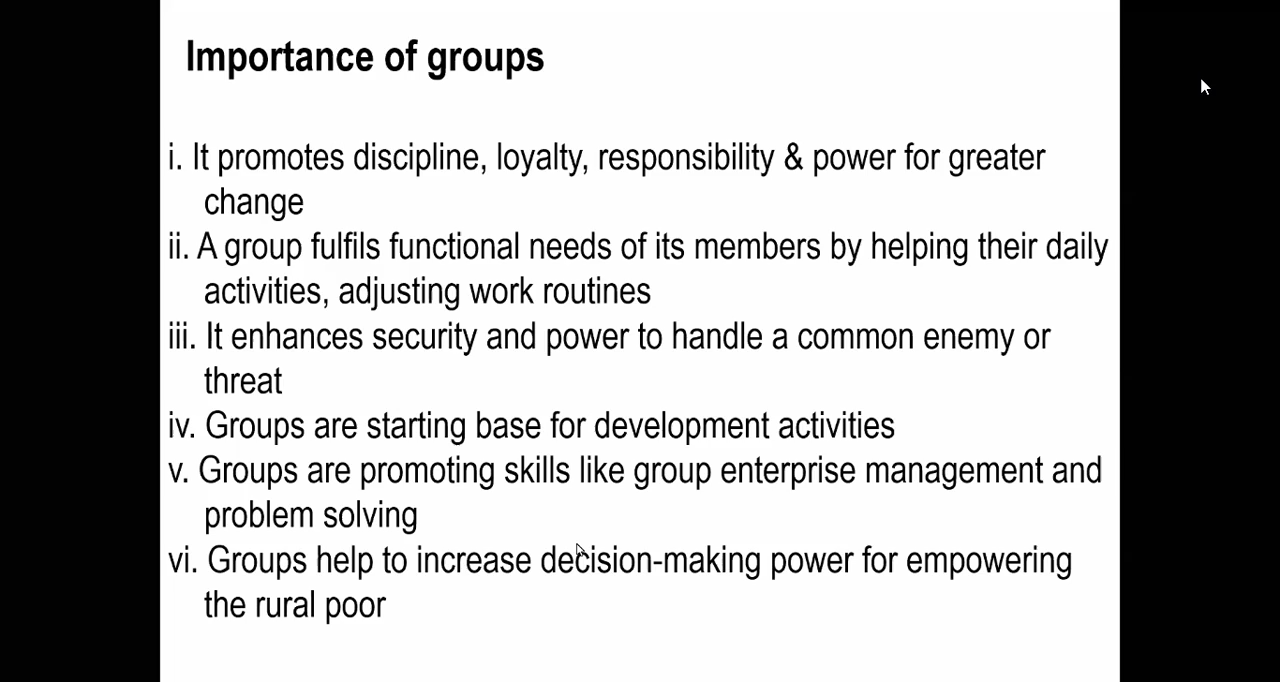 Importance of groups
i. It promotes discipline, loyalty, responsibility & power for greater
change
ii. A group fulfils functional needs of its members by helping their daily
activities, adjusting work routines
iii. It enhances security and power to handle a common enemy or
threat
iv. Groups are starting base for development activities
v. Groups are promoting skills like group enterprise management and
problem solving
vi. Groups help to increase decision-making power for empowering
the rural poor